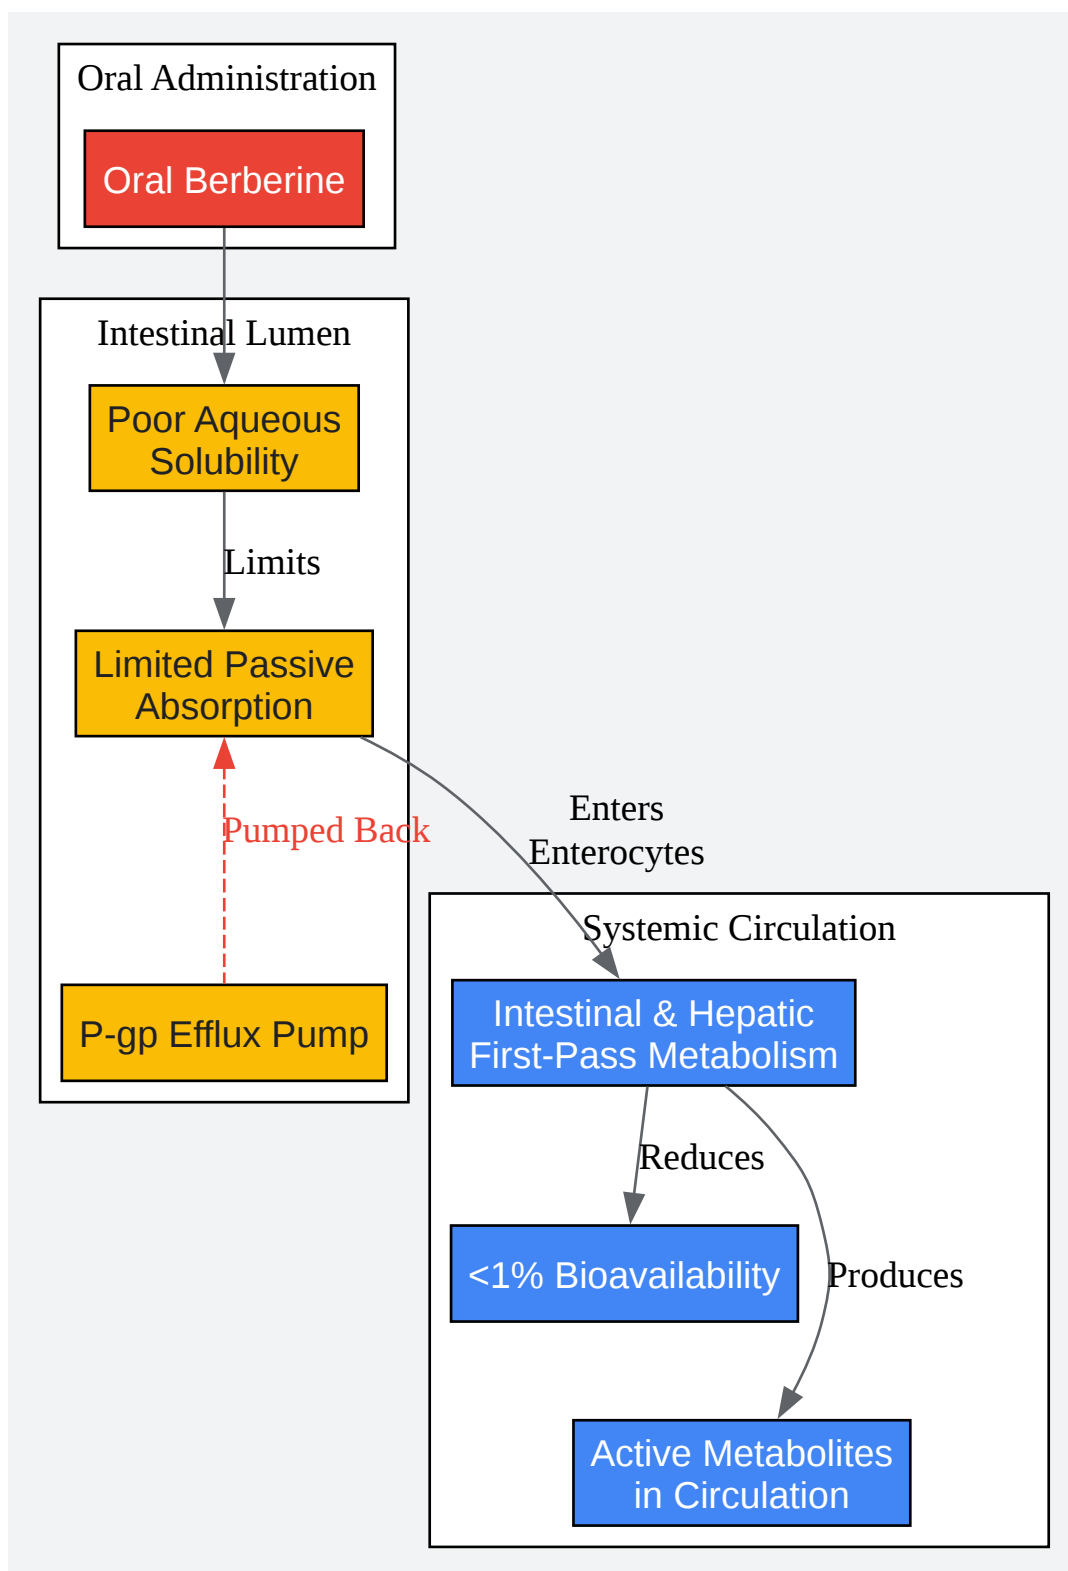 Oral Administration
Oral Berberine
Intestinal Lumen
Poor Aqueous
Solubility
Limits
Limited Passive
Absorption
Pumped Back
Enters
Enterocytes
P-gp Efflux Pump
Systemic Circulation
Intestinal & Hepatic
First-Pass Metabolism
Reduces
<1% Bioavailability
Produces
Active Metabolites
in Circulation